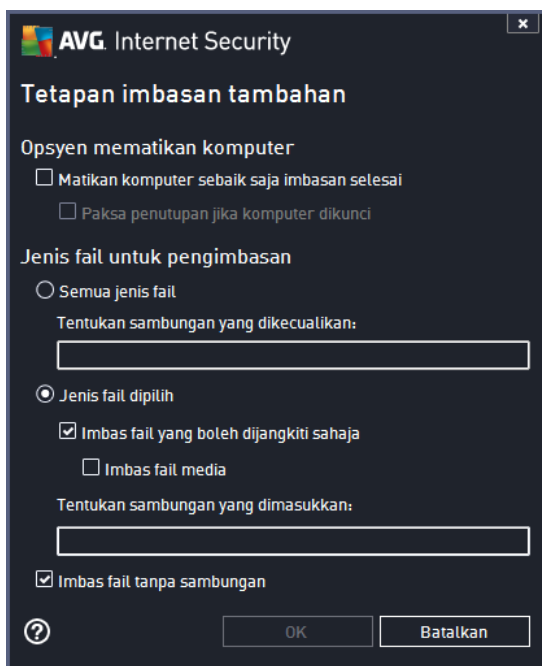 AVG. Internet Security
x
Tetapan imbasan tambahan
Opsyen mematikan komputer
Matikan komputer sebaik saja imbasan selesai
Paksa penutupan jika komputer dikunci
Jenis fail untuk pengimbasan
Semua jenis fail
Tentukan sambungan yang dikecualikan:
Jenis fail dipilih
Imbas fail yang boleh dijangkiti sahaja
Imbas fail media
Tentukan sambungan yang dimasukkan:
Imbas fail tanpa sambungan
? OK Batalkan